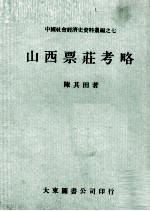 中國社會經濟史資料叢編之七
山西票莊考略
陳其田著
大東圖書公司印行